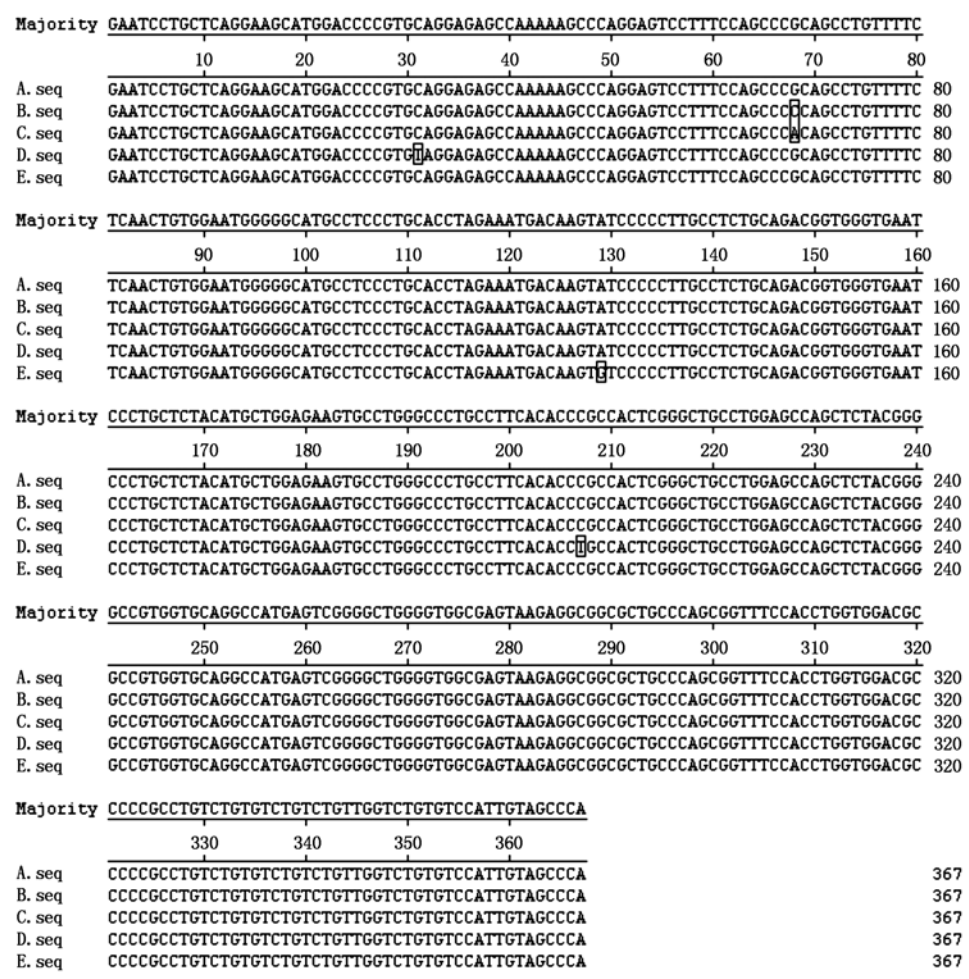 Majority GAATCCTGCTCAGGAAGCATGGACCCCGTGCAGGAGAGCCAAAAAGCCCAGGAGTCCTTTCCAGCCCGCAGCCTGTTTTC
10 20 30 40 50 60 70 80
A.seq GAATCCTGCTCAGGAAGCATGGACCCCGTGCAGGAGAGCCAAAAAGCCCAGGAGTCCTTTCCAGCCCGCAGCCTGTTTTC 80
B.seq GAATCCTGCTCAGGAAGCATGGACCCCGTGCAGGAGAGCCAAAAAGCCCAGGAGTCCTTTCCAGCCCCCAGCCTGTTTTC 80
C.seq GAATCCTGCTCAGGAAGCATGGACCCCGTGCAGGAGAGCCAAAAAGCCCAGGAGTCCTTTCCAGCCCACAGCCTGTTTTC 80
D.seq GAATCCTGCTCAGGAAGCATGGACCCCGTGTAGGAGAGCCAAAAAGCCCAGGAGTCCTTTCCAGCCCGCAGCCTGTTTTC 80
E.seq GAATCCTGCTCAGGAAGCATGGACCCCGTGCAGGAGAGCCAAAAAGCCCAGGAGTCCTTTCCAGCCCGCAGCCTGTTTTC 80
Majority TCAACTGTGGAATGGGGGCATGCCTCCCTGCACCTAGAAATGACAAGTATCCCCCTTGCCTCTGCAGACGGTGGGTGAAT
90 100 110 120 130 140 150 160
A.seq TCAACTGTGGAATGGGGGCATGCCTCCCTGCACCTAGAAATGACAAGTATCCCCCTTGCCTCTGCAGACGGTGGGTGAAT 160
B.seq TCAACTGTGGAATGGGGGCATGCCTCCCTGCACCTAGAAATGACAAGTATCCCCCTTGCCTCTGCAGACGGTGGGTGAAT 160
C.seq TCAACTGTGGAATGGGGGCATGCCTCCCTGCACCTAGAAATGACAAGTATCCCCCTTGCCTCTGCAGACGGTGGGTGAAT 160
D.seq TCAACTGTGGAATGGGGGCATGCCTCCCTGCACCTAGAAATGACAAGTATCCCCCTTGCCTCTGCAGACGGTGGGTGAAT 160
E.seq TCAACTGTGGAATGGGGGCATGCCTCCCTGCACCTAGAAATGACAAGTGTCCCCCTTGCCTCTGCAGACGGTGGGTGAAT 160
Majority CCCTGCTCTACATGCTGGAGAAGTGCCTGGGCCCTGCCTTCACACCCGCCACTCGGGCTGCCTGGAGCCAGCTCTACGGG
170 180 190 200 210 220 230 240
A.seq CCCTGCTCTACATGCTGGAGAAGTGCCTGGGCCCTGCCTTCACACCCGCCACTCGGGCTGCCTGGAGCCAGCTCTACGGG 240
B.seq CCCTGCTCTACATGCTGGAGAAGTGCCTGGGCCCTGCCTTCACACCCGCCACTCGGGCTGCCTGGAGCCAGCTCTACGGG 240
C.seq CCCTGCTCTACATGCTGGAGAAGTGCCTGGGCCCTGCCTTCACACCCGCCACTCGGGCTGCCTGGAGCCAGCTCTACGGG 240
D.seq CCCTGCTCTACATGCTGGAGAAGTGCCTGGGCCCTGCCTTCACACCTGCCACTCGGGCTGCCTGGAGCCAGCTCTACGGG 240
E.seq CCCTGCTCTACATGCTGGAGAAGTGCCTGGGCCCTGCCTTCACACCCGCCACTCGGGCTGCCTGGAGCCAGCTCTACGGG 240
Majority GCCGTGGTGCAGGCCATGAGTCGGGGCTGGGGTGGCGAGTAAGAGGCGGCGCTGCCCAGCGGTTTCCACCTGGTGGACGC
250 260 270 280 290 300 310 320
A.seq GCCGTGGTGCAGGCCATGAGTCGGGGCTGGGGTGGCGAGTAAGAGGCGGCGCTGCCCAGCGGTTTCCACCTGGTGGACGC 320
B.seq GCCGTGGTGCAGGCCATGAGTCGGGGCTGGGGTGGCGAGTAAGAGGCGGCGCTGCCCAGCGGTTTCCACCTGGTGGACGC 320
C.seq GCCGTGGTGCAGGCCATGAGTCGGGGCTGGGGTGGCGAGTAAGAGGCGGCGCTGCCCAGCGGTTTCCACCTGGTGGACGC 320
D.seq GCCGTGGTGCAGGCCATGAGTCGGGGCTGGGGTGGCGAGTAAGAGGCGGCGCTGCCCAGCGGTTTCCACCTGGTGGACGC 320
E.seq GCCGTGGTGCAGGCCATGAGTCGGGGCTGGGGTGGCGAGTAAGAGGCGGCGCTGCCCAGCGGTTTCCACCTGGTGGACGC 320
Majority CCCCGCCTGTCTGTGTCTGTCTGTTGGTCTGTGTCCATTGTAGCCCA
330 340 350 360
A.seq CCCCGCCTGTCTGTGTCTGTCTGTTGGTCTGTGTCCATTGTAGCCCA 367
B.seq CCCCGCCTGTCTGTGTCTGTCTGTTGGTCTGTGTCCATTGTAGCCCA 367
C.seq CCCCGCCTGTCTGTGTCTGTCTGTTGGTCTGTGTCCATTGTAGCCCA 367
D.seq CCCCGCCTGTCTGTGTCTGTCTGTTGGTCTGTGTCCATTGTAGCCCA 367
E.seq CCCCGCCTGTCTGTGTCTGTCTGTTGGTCTGTGTCCATTGTAGCCCA 367